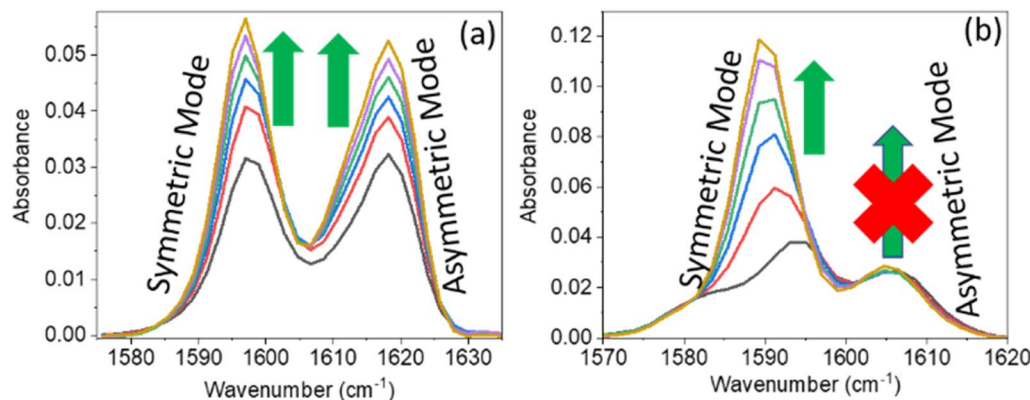 (a)
0.05
0.04
0.03
0.02
0.01
0.00
Absorbance
Symmetric Mode
Asymmetric Mode
1580 1590 1600 1610 1620 1630
Wavenumber (cm⁻¹)
(b)
0.12
0.10
0.08
0.06
0.04
0.02
0.00
Absorbance
Symmetric Mode
Asymmetric Mode
1570 1580 1590 1600 1610 1620
Wavenumber (cm⁻¹)